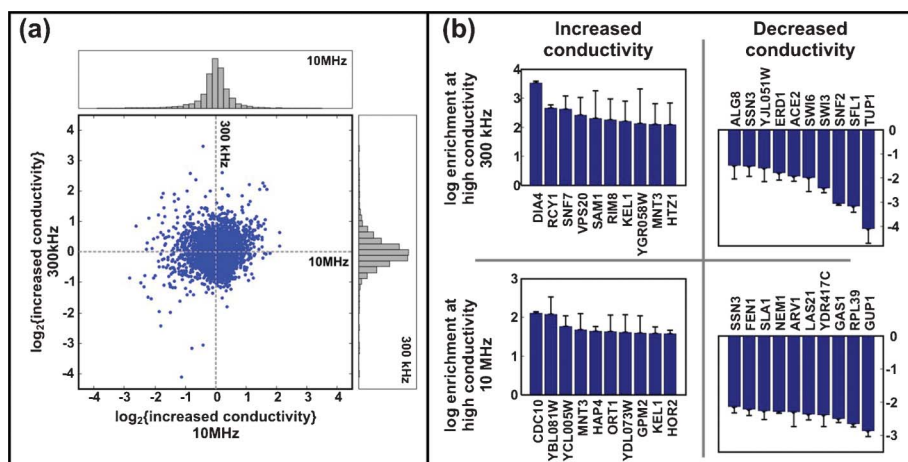 (a)
10MHz
4
3
2
1
0
-1
-2
-3
-4
300 kHz
10MHz
300 kHz
-4 -3 -2 -1 0 1 2 3 4
log2{increased conductivity}
300kHz
log2{increased conductivity}
10MHz
(b)
Increased
conductivity
Decreased
conductivity
log enrichment at
high conductivity
300 kHz
4
3
2
1
0
DIA4
RCY1
SNF7
VPS20
SAM1
RIM8
KEL1
YGR058W
MNT3
HTZ1
ALG8
SSN3
YJL051W
ERD1
ACE2
SWI6
SWI3
SNF2
SFL1
TUP1
0
-1
-2
-3
-4
log enrichment at
high conductivity
10 MHz
3
2
1
0
CDC10
YBL081W
YCL005W
MNT3
HAP4
ORT1
YDL073W
GPM2
KEL1
HOR2
SSN3
FEN1
SLA1
NEM1
ARV1
LAS21
YDR417C
GAS1
RPL39
GUP1
0
-1
-2
-3